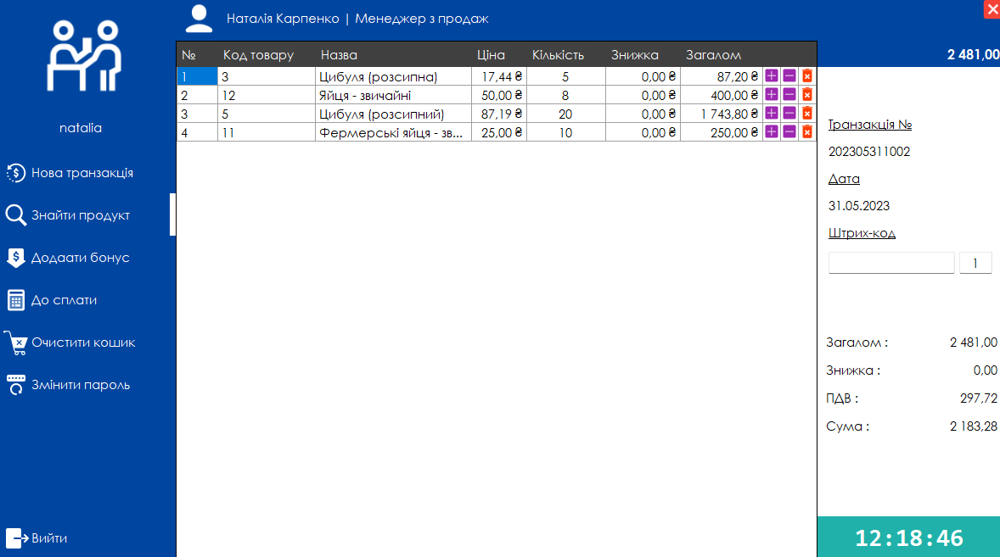 Наталія Карпенко | Менеджер з продаж
natalia
Нова транзакція
Знайти продукт
Додаати бонус
До сплати
Очистити кошик
Змінити пароль
Вийти
№ Код товару Назва Ціна Кількість Знижка Загалом
1 3 Цибуля (розсипна) 17,44 ₴ 5 0,00 ₴ 87,20 ₴
2 12 Яйця - звичайні 50,00 ₴ 8 0,00 ₴ 400,00 ₴
3 5 Цибуля (розсипний) 87,19 ₴ 20 0,00 ₴ 1 743,80 ₴
4 11 Фермерські яйця - зв... 25,00 ₴ 10 0,00 ₴ 250,00 ₴
2 481,00
Транзакція №
202305311002
Дата
31.05.2023
Штрих-код
1
Загалом : 2 481,00
Знижка : 0,00
ПДВ : 297,72
Сума : 2 183,28
12:18:46